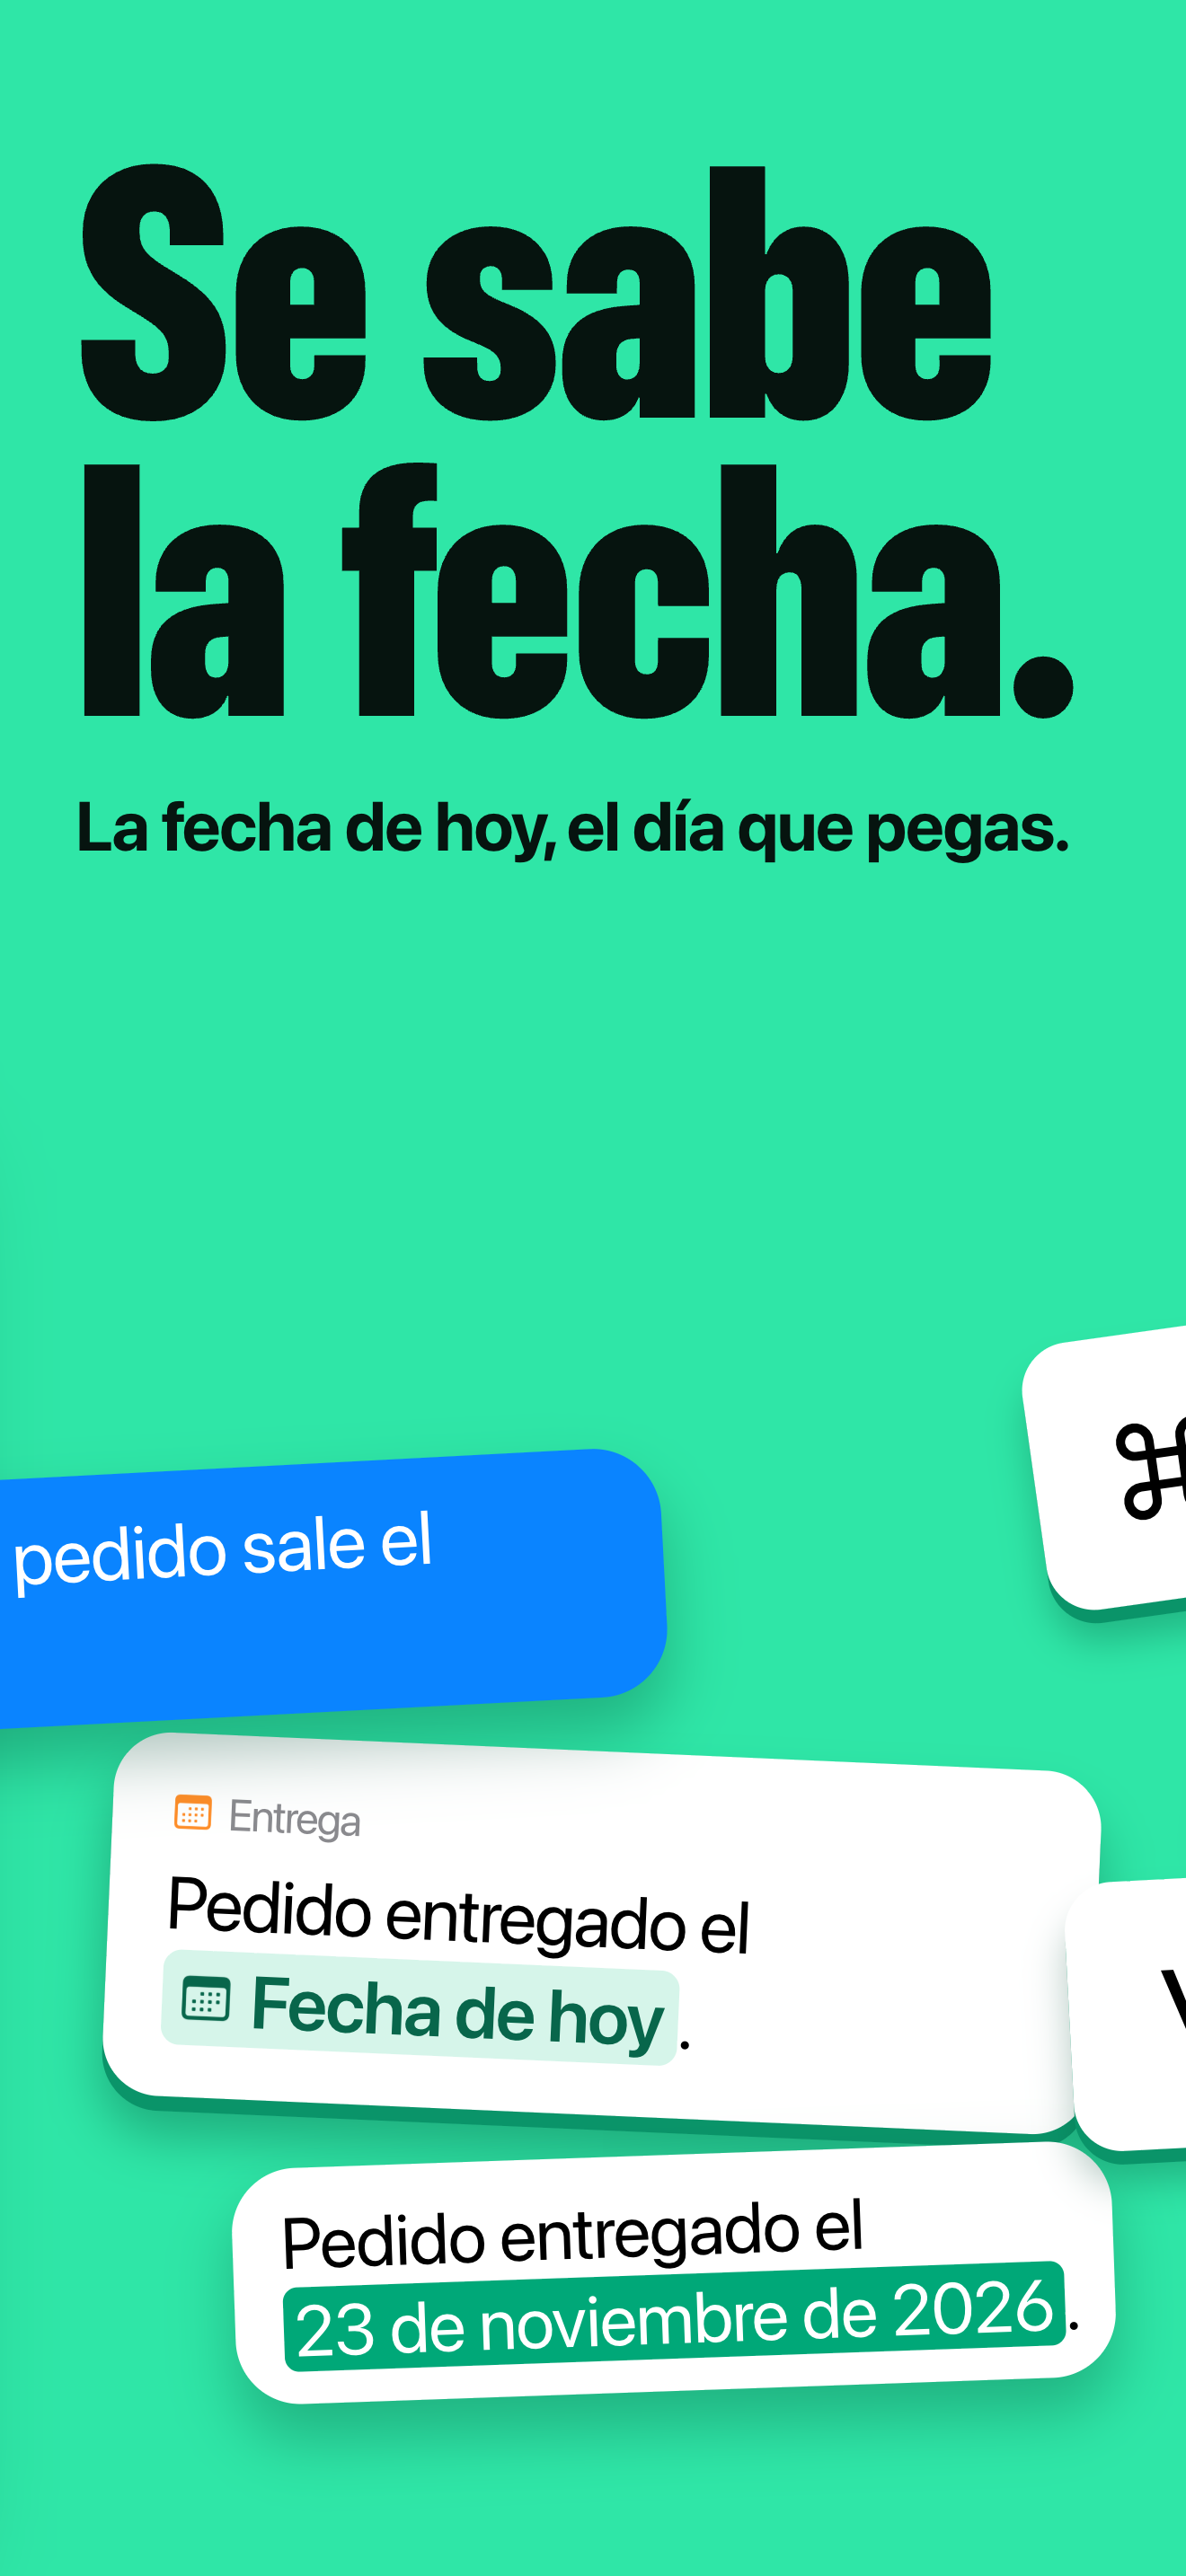 Se sabe
la fecha.
La fecha de hoy, el día que pegas.
⌘
pedido sale el
Entrega
Pedido entregado el
Fecha de hoy.
Pedido entregado el
23 de noviembre de 2026.